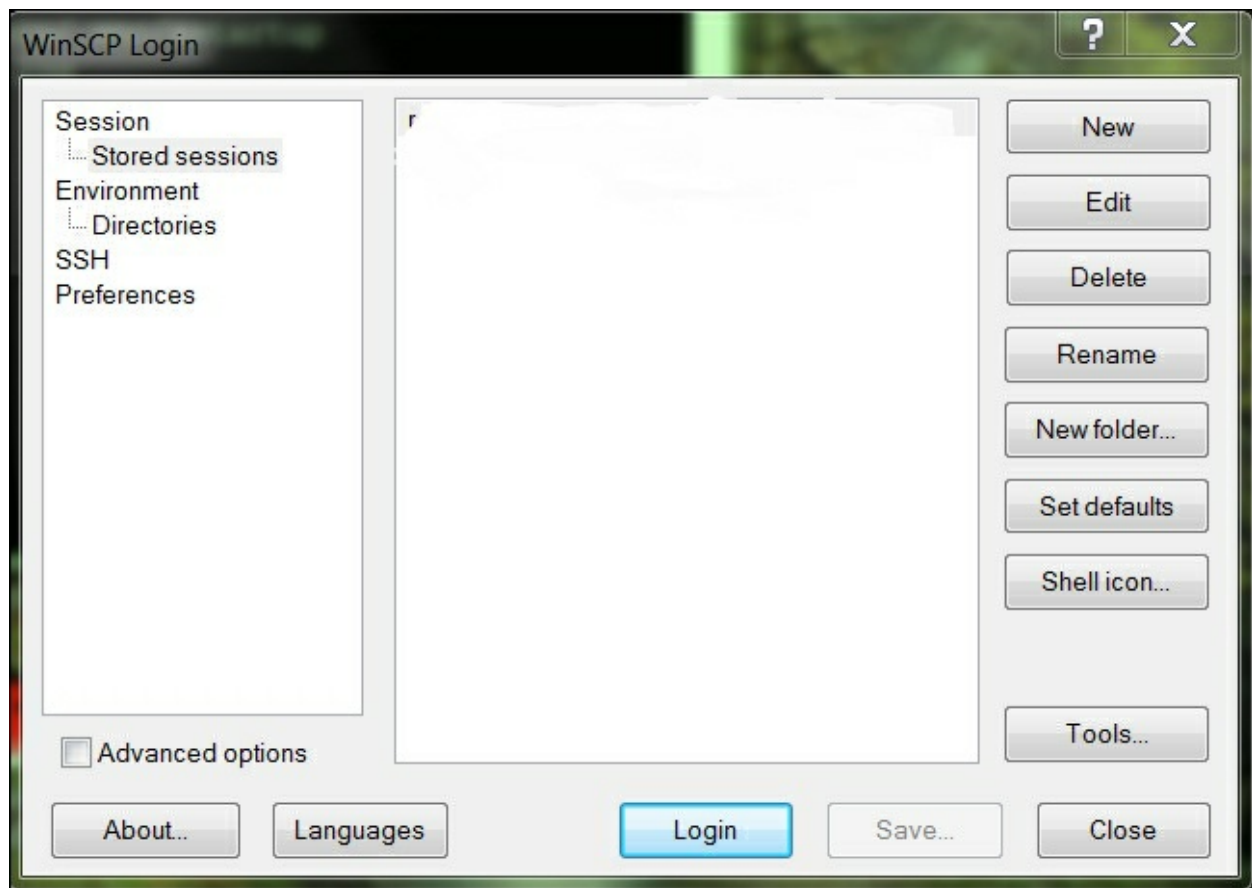 WinSCP Login
?
X
Session
Stored sessions
Environment
Directories
SSH
Preferences
r
New
Edit
Delete
Rename
New folder...
Set defaults
Shell icon...
Tools...
Advanced options
About...
Languages
Login
Save...
Close